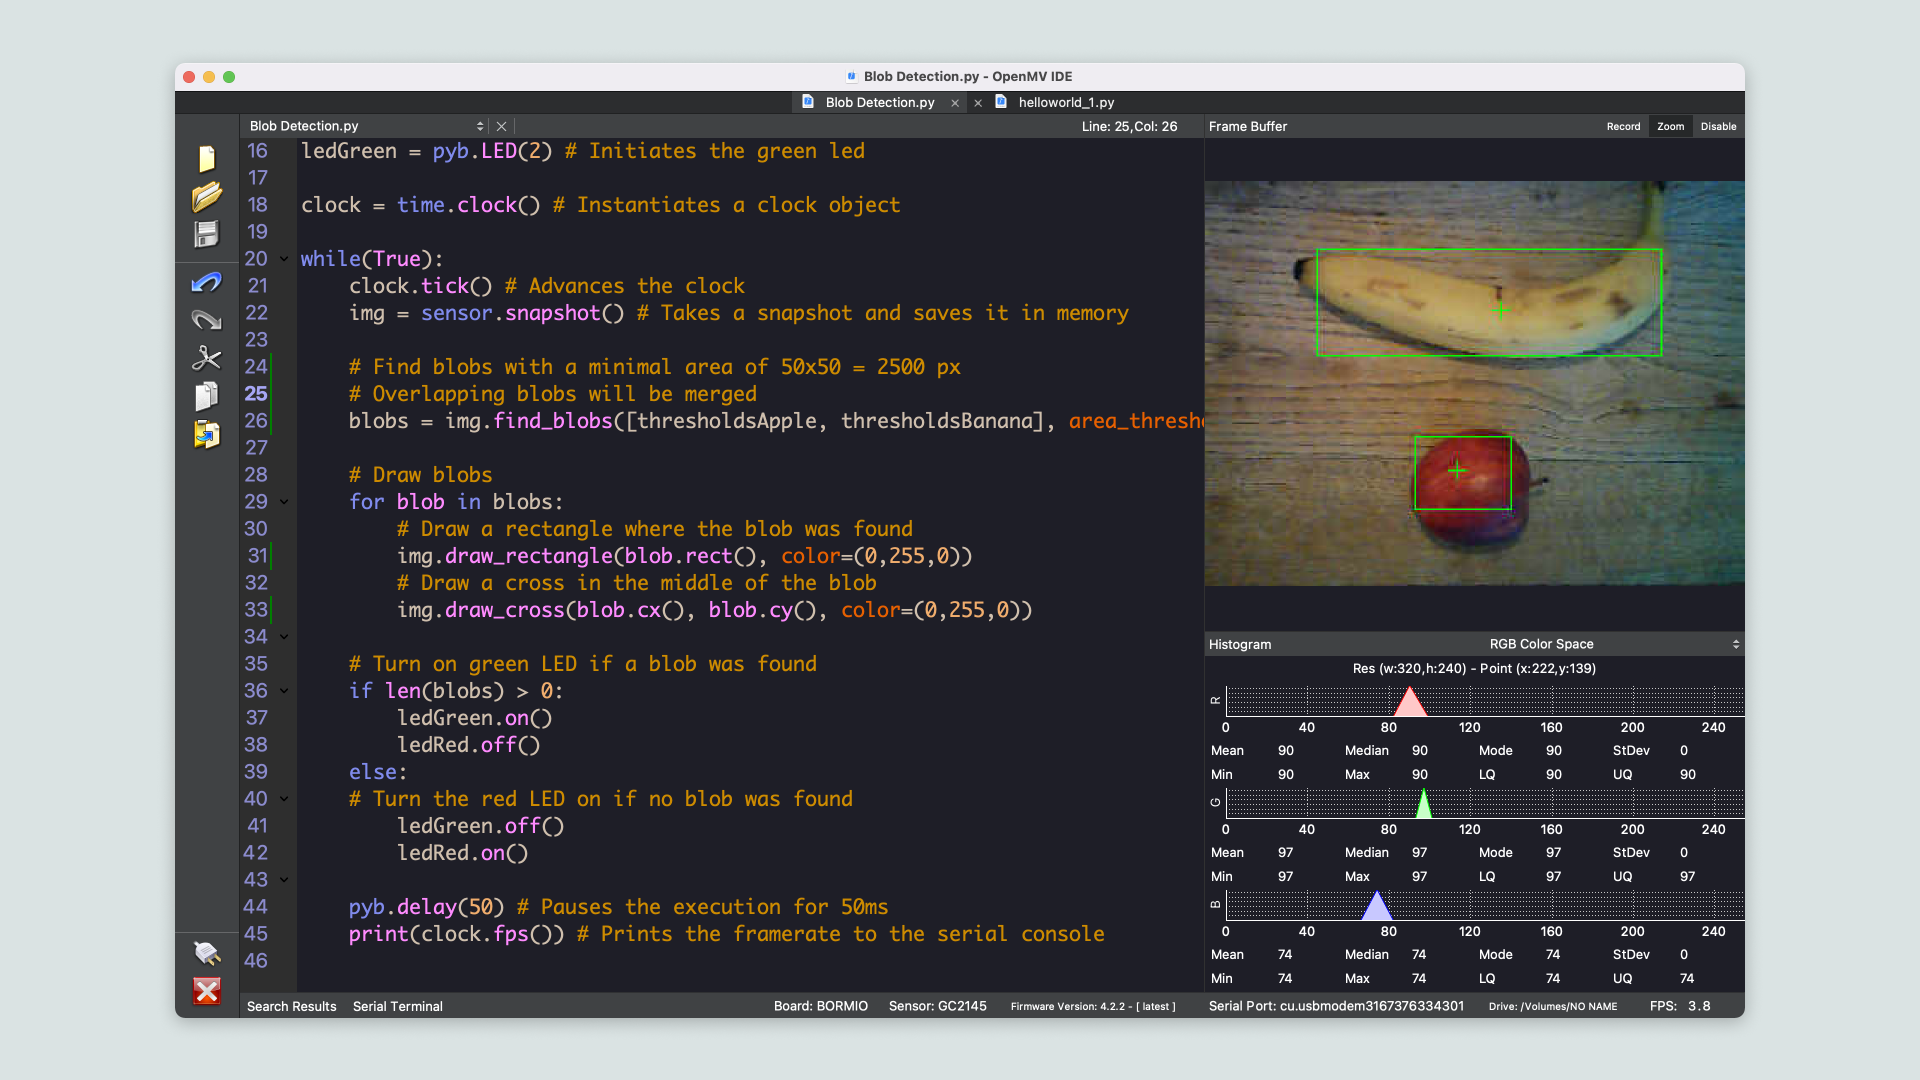 Blob Detection.py - OpenMV IDE
Blob Detection.py
helloworld_1.py
Blob Detection.py
Line: 25,Col: 26
Frame Buffer
Record
Zoom
Disable
16 ledGreen = pyb.LED(2) # Initiates the green led
17
18 clock = time.clock() # Instantiates a clock object
19
20 while(True):
21     clock.tick() # Advances the clock
22     img = sensor.snapshot() # Takes a snapshot and saves it in memory
23
24     # Find blobs with a minimal area of 50x50 = 2500 px
25     # Overlapping blobs will be merged
26     blobs = img.find_blobs([thresholdsApple, thresholdsBanana], area_thresh
27
28     # Draw blobs
29     for blob in blobs:
30         # Draw a rectangle where the blob was found
31         img.draw_rectangle(blob.rect(), color=(0,255,0))
32         # Draw a cross in the middle of the blob
33         img.draw_cross(blob.cx(), blob.cy(), color=(0,255,0))
34
35     # Turn on green LED if a blob was found
36     if len(blobs) > 0:
37         ledGreen.on()
38         ledRed.off()
39     else:
40     # Turn the red LED on if no blob was found
41         ledGreen.off()
42         ledRed.on()
43
44     pyb.delay(50) # Pauses the execution for 50ms
45     print(clock.fps()) # Prints the framerate to the serial console
46
Histogram
RGB Color Space
Res (w:320,h:240) - Point (x:222,y:139)
R
0 40 80 120 160 200 240
Mean 90 Median 90 Mode 90 StDev 0
Min 90 Max 90 LQ 90 UQ 90
G
0 40 80 120 160 200 240
Mean 97 Median 97 Mode 97 StDev 0
Min 97 Max 97 LQ 97 UQ 97
B
0 40 80 120 160 200 240
Mean 74 Median 74 Mode 74 StDev 0
Min 74 Max 74 LQ 74 UQ 74
Search Results
Serial Terminal
Board: BORMIO
Sensor: GC2145
Firmware Version: 4.2.2 - [ latest ]
Serial Port: cu.usbmodem3167376334301
Drive: /Volumes/NO NAME
FPS: 3.8